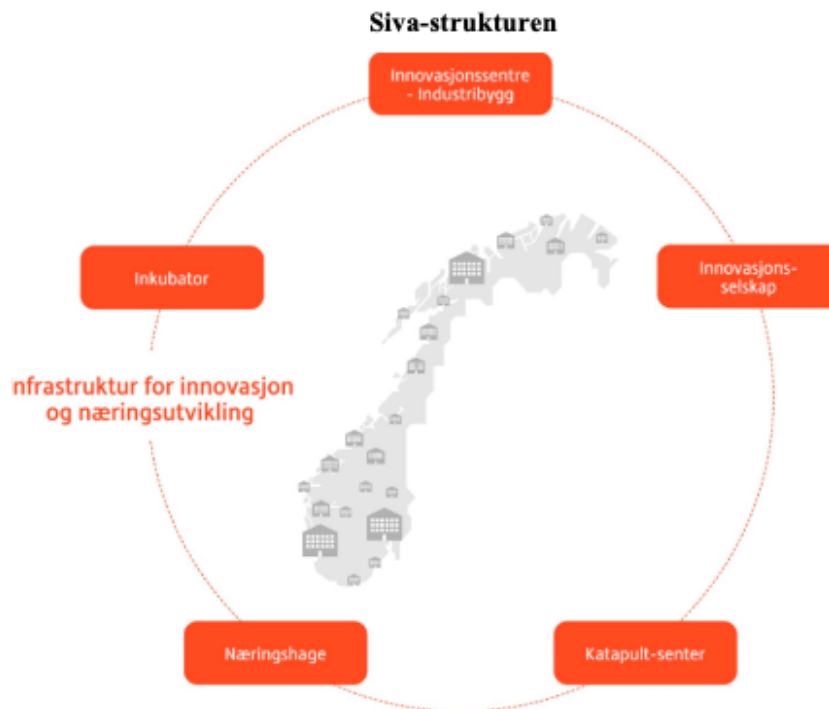 Siva-strukturen
Innovasjonssentre
- Industribygg
Inkubator
Innovasjons-
selskap
nfrastruktur for innovasjon
og næringsutvikling
Næringshage
Katapult-senter